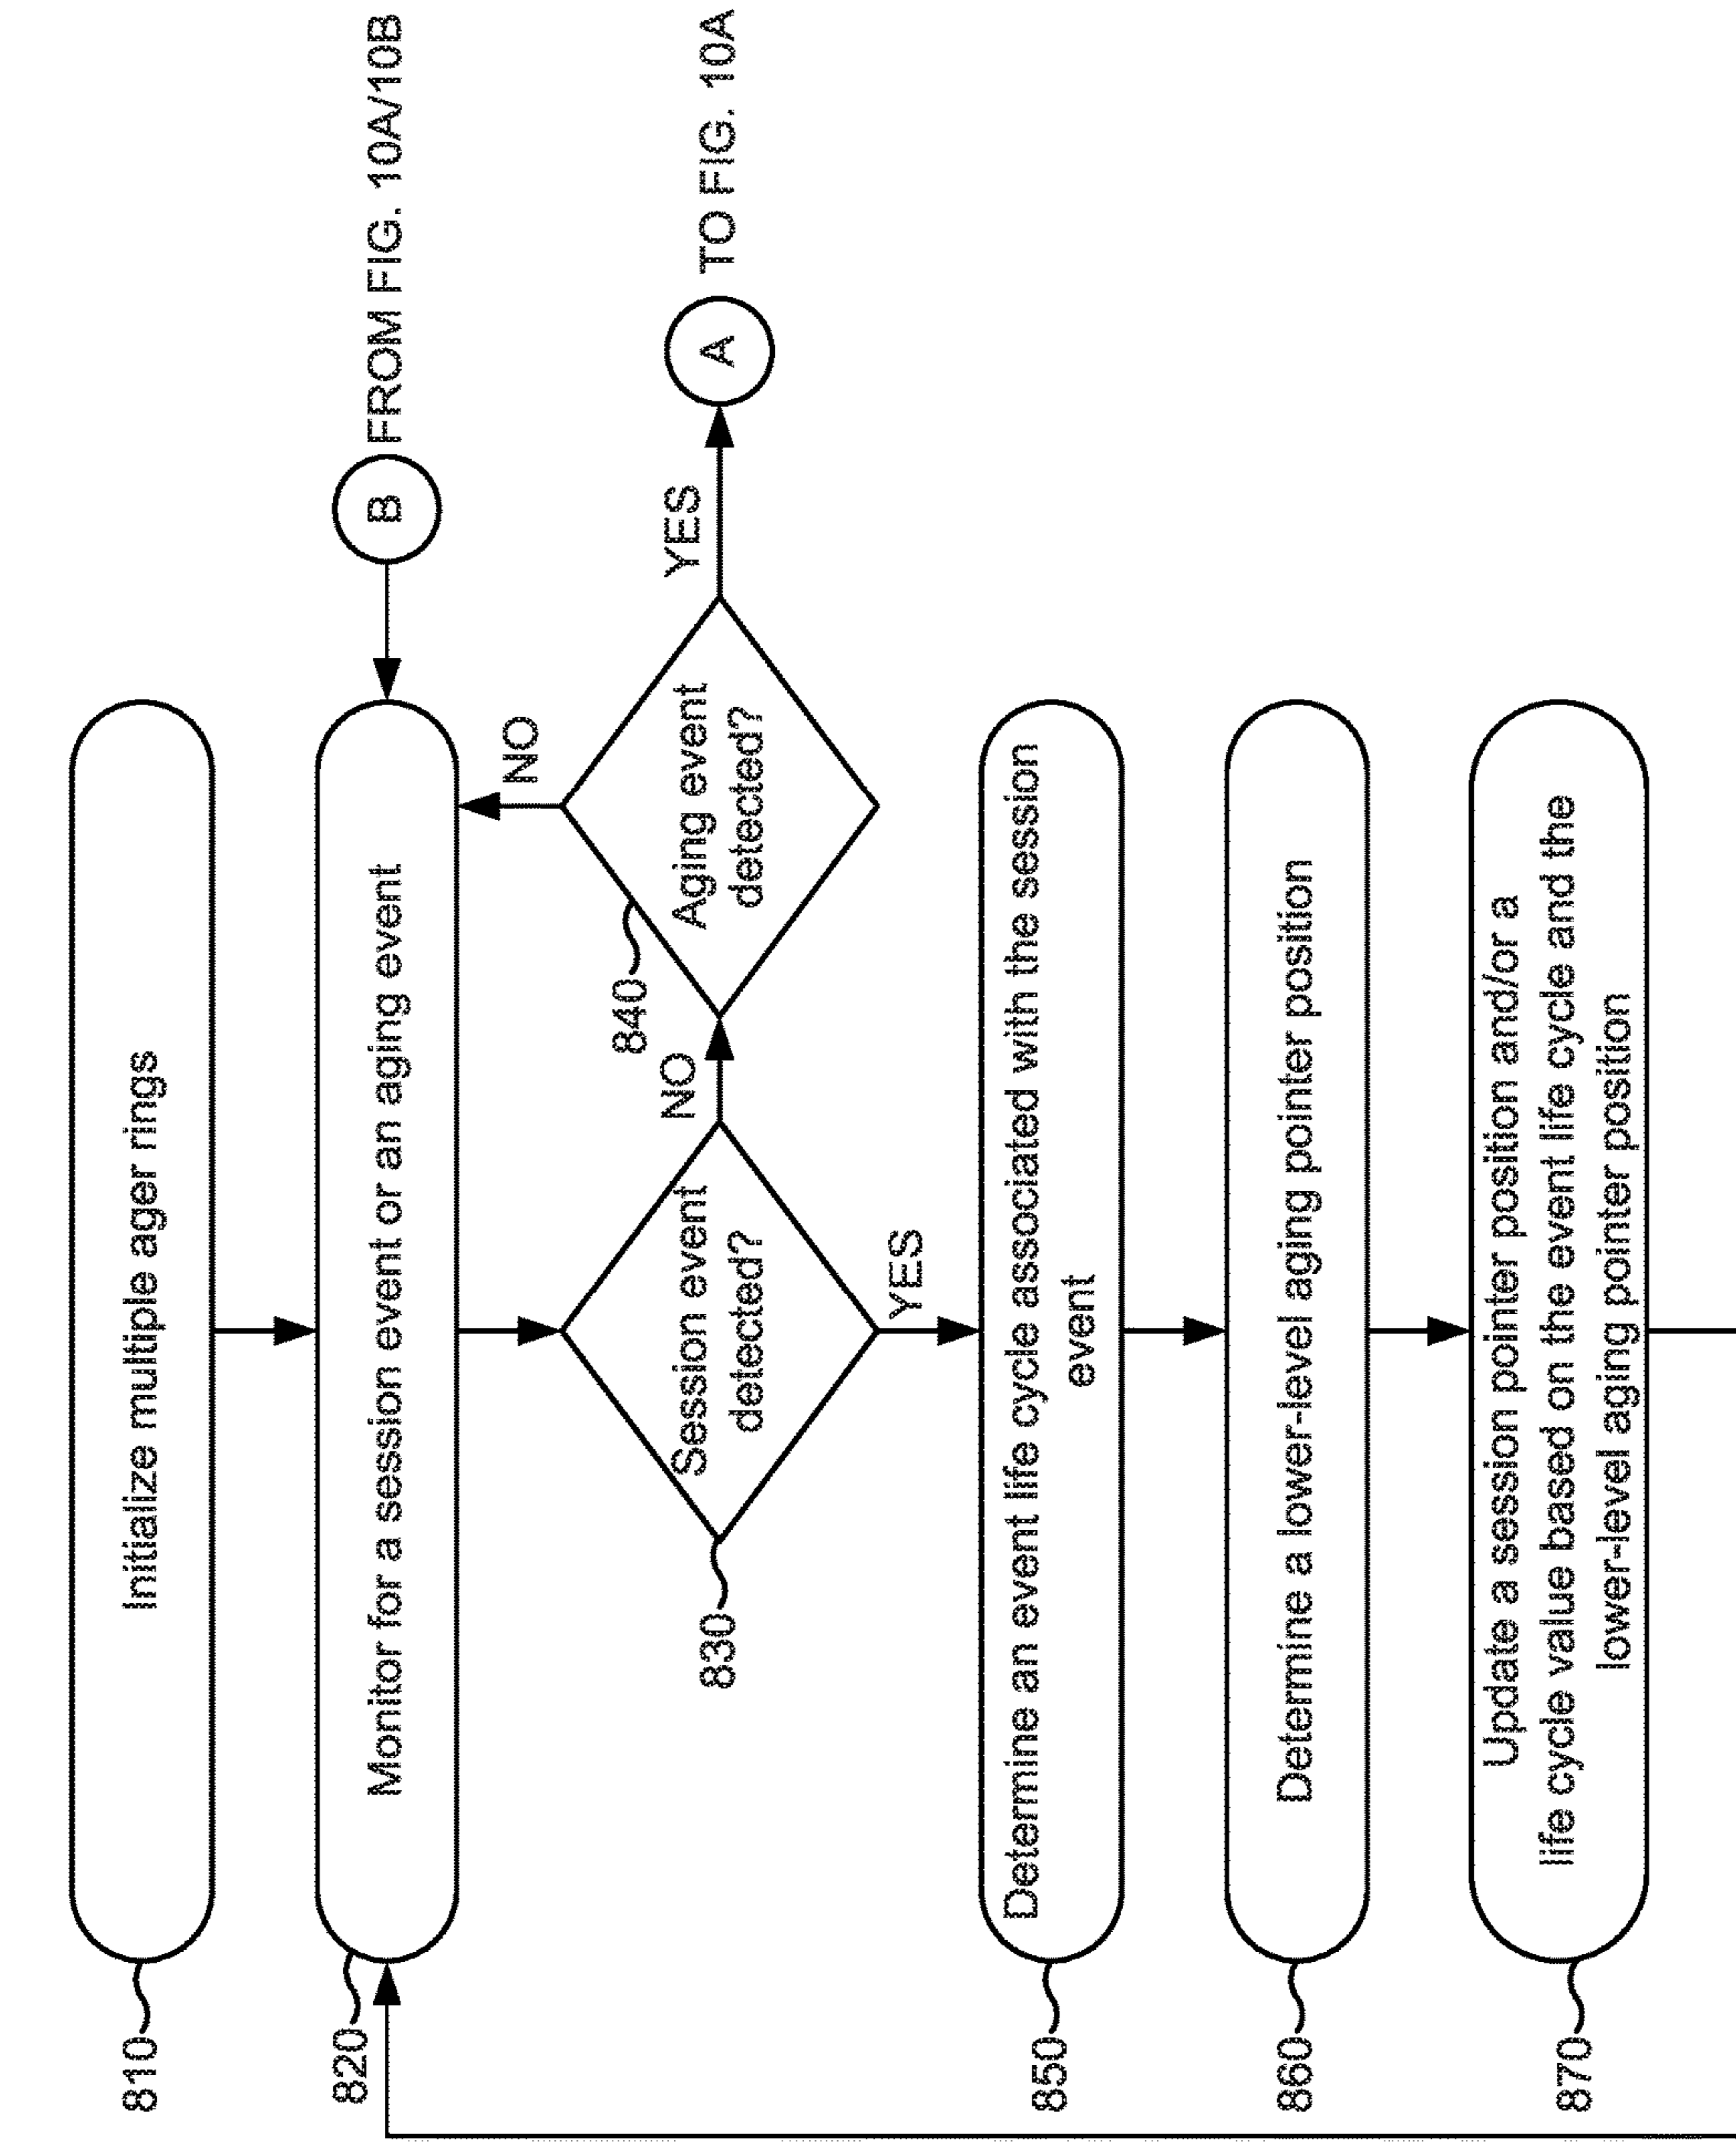 810
Initialize multiple ager rings
820
Monitor for a session event or an aging event
B
FROM FIG. 10A/10B
830
Session event
detected?
NO
YES
840
Aging event
detected?
NO
YES
A
TO FIG. 10A
850
Determine an event life cycle associated with the session
event
860
Determine a lower-level aging pointer position
870
Update a session pointer position and/or a
life cycle value based on the event life cycle and the
lower-level aging pointer position